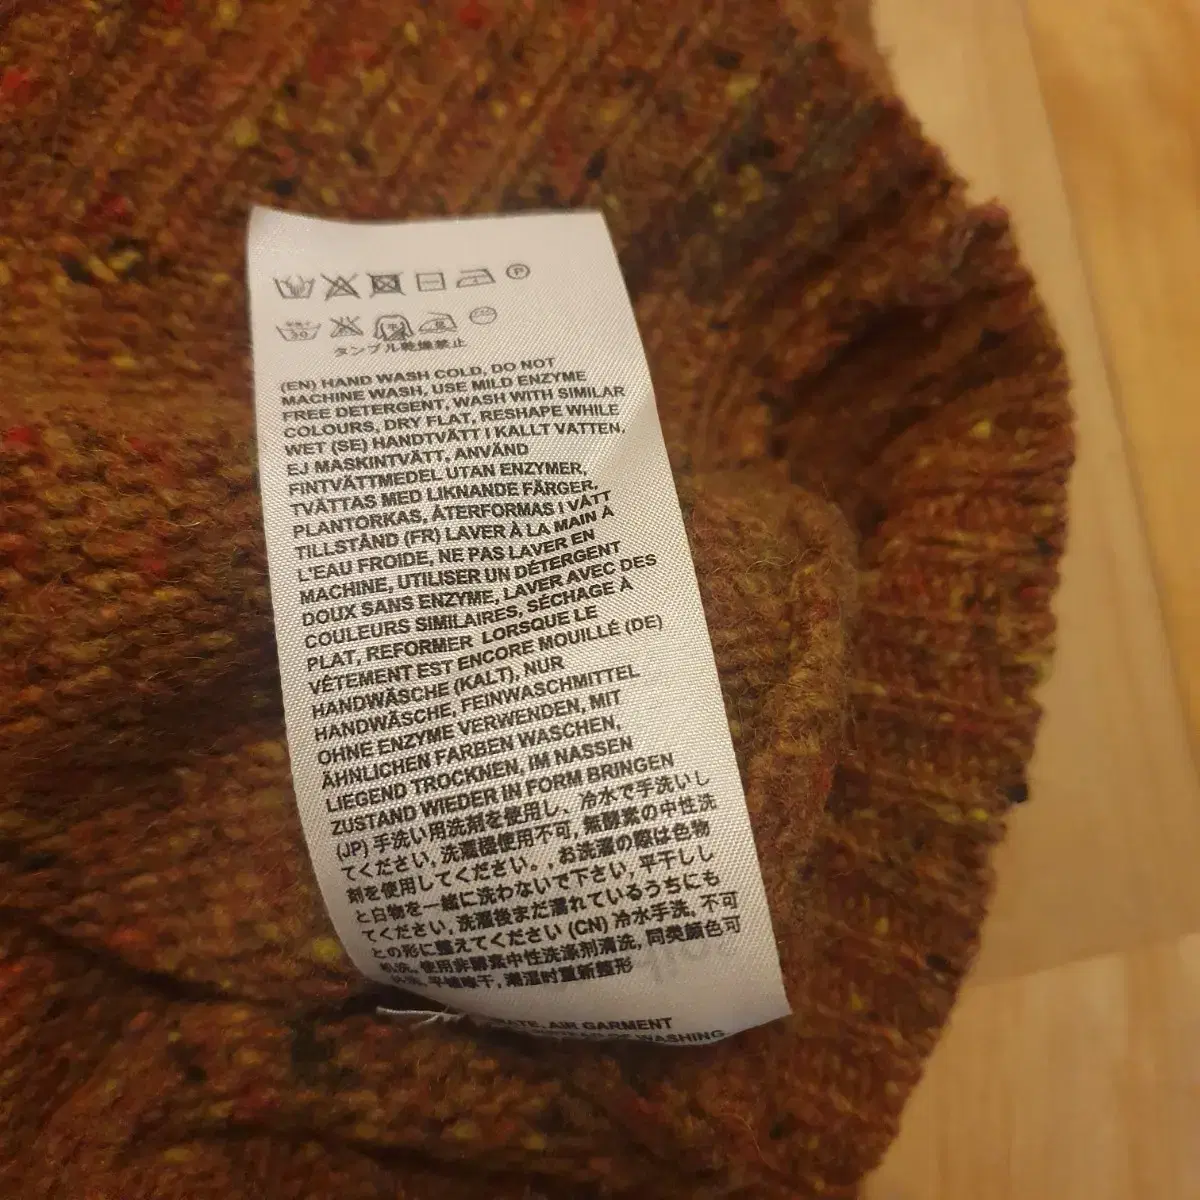 P
30
タンブル乾燥禁止
(EN) HAND WASH COLD, DO NOT
MACHINE WASH, USE MILD ENZYME
FREE DETERGENT, WASH WITH SIMILAR
COLOURS, DRY FLAT, RESHAPE WHILE
WET (SE) HANDTVÄTT I KALLT VATTEN,
EJ MASKINTVÄTT, ANVÄND
FINTVÄTTMEDEL UTAN ENZYMER,
TVÄTTAS MED LIKNANDE FÄRGER,
PLANTORKAS, ÅTERFORMAS I VÅTT
TILLSTÅND (FR) LAVER À LA MAIN À
L'EAU FROIDE, NE PAS LAVER EN
MACHINE, UTILISER UN DÉTERGENT
DOUX SANS ENZYME, LAVER AVEC DES
COULEURS SIMILAIRES, SÉCHAGE À
PLAT, REFORMER LORSQUE LE
VÊTEMENT EST ENCORE MOUILLÉ (DE)
HANDWÄSCHE (KALT), NUR
HANDWÄSCHE, FEINWASCHMITTEL
OHNE ENZYME VERWENDEN, MIT
ÄHNLICHEN FARBEN WASCHEN,
LIEGEND TROCKNEN, IM NASSEN
ZUSTAND WIEDER IN FORM BRINGEN
(JP) 手洗い用洗剤を使用し、冷水で手洗いし
てください, 洗濯機使用不可, 無酵素の中性洗
剤を使用してください。, お洗濯の際は色物
と白物を一緒に洗わないで下さい, 平干しし
てください, 洗濯後まだ濡れているうちにも
との形に整えてください (CN) 冷水手洗, 不可
机洗, 使用非酵素中性洗涤剂清洗, 同类颜色可
平铺晾干, 潮湿时重新整形
AIR GARMENT
WASHING